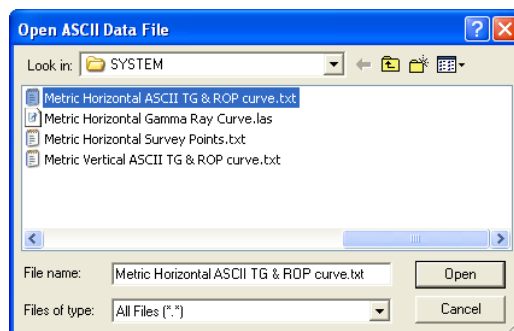 Open ASCII Data File
Look in: SYSTEM
Metric Horizontal ASCII TG & ROP curve.txt
Metric Horizontal Gamma Ray Curve.las
Metric Horizontal Survey Points.txt
Metric Vertical ASCII TG & ROP curve.txt
File name: Metric Horizontal ASCII TG & ROP curve.txt Open
Files of type: All Files (*.*) Cancel